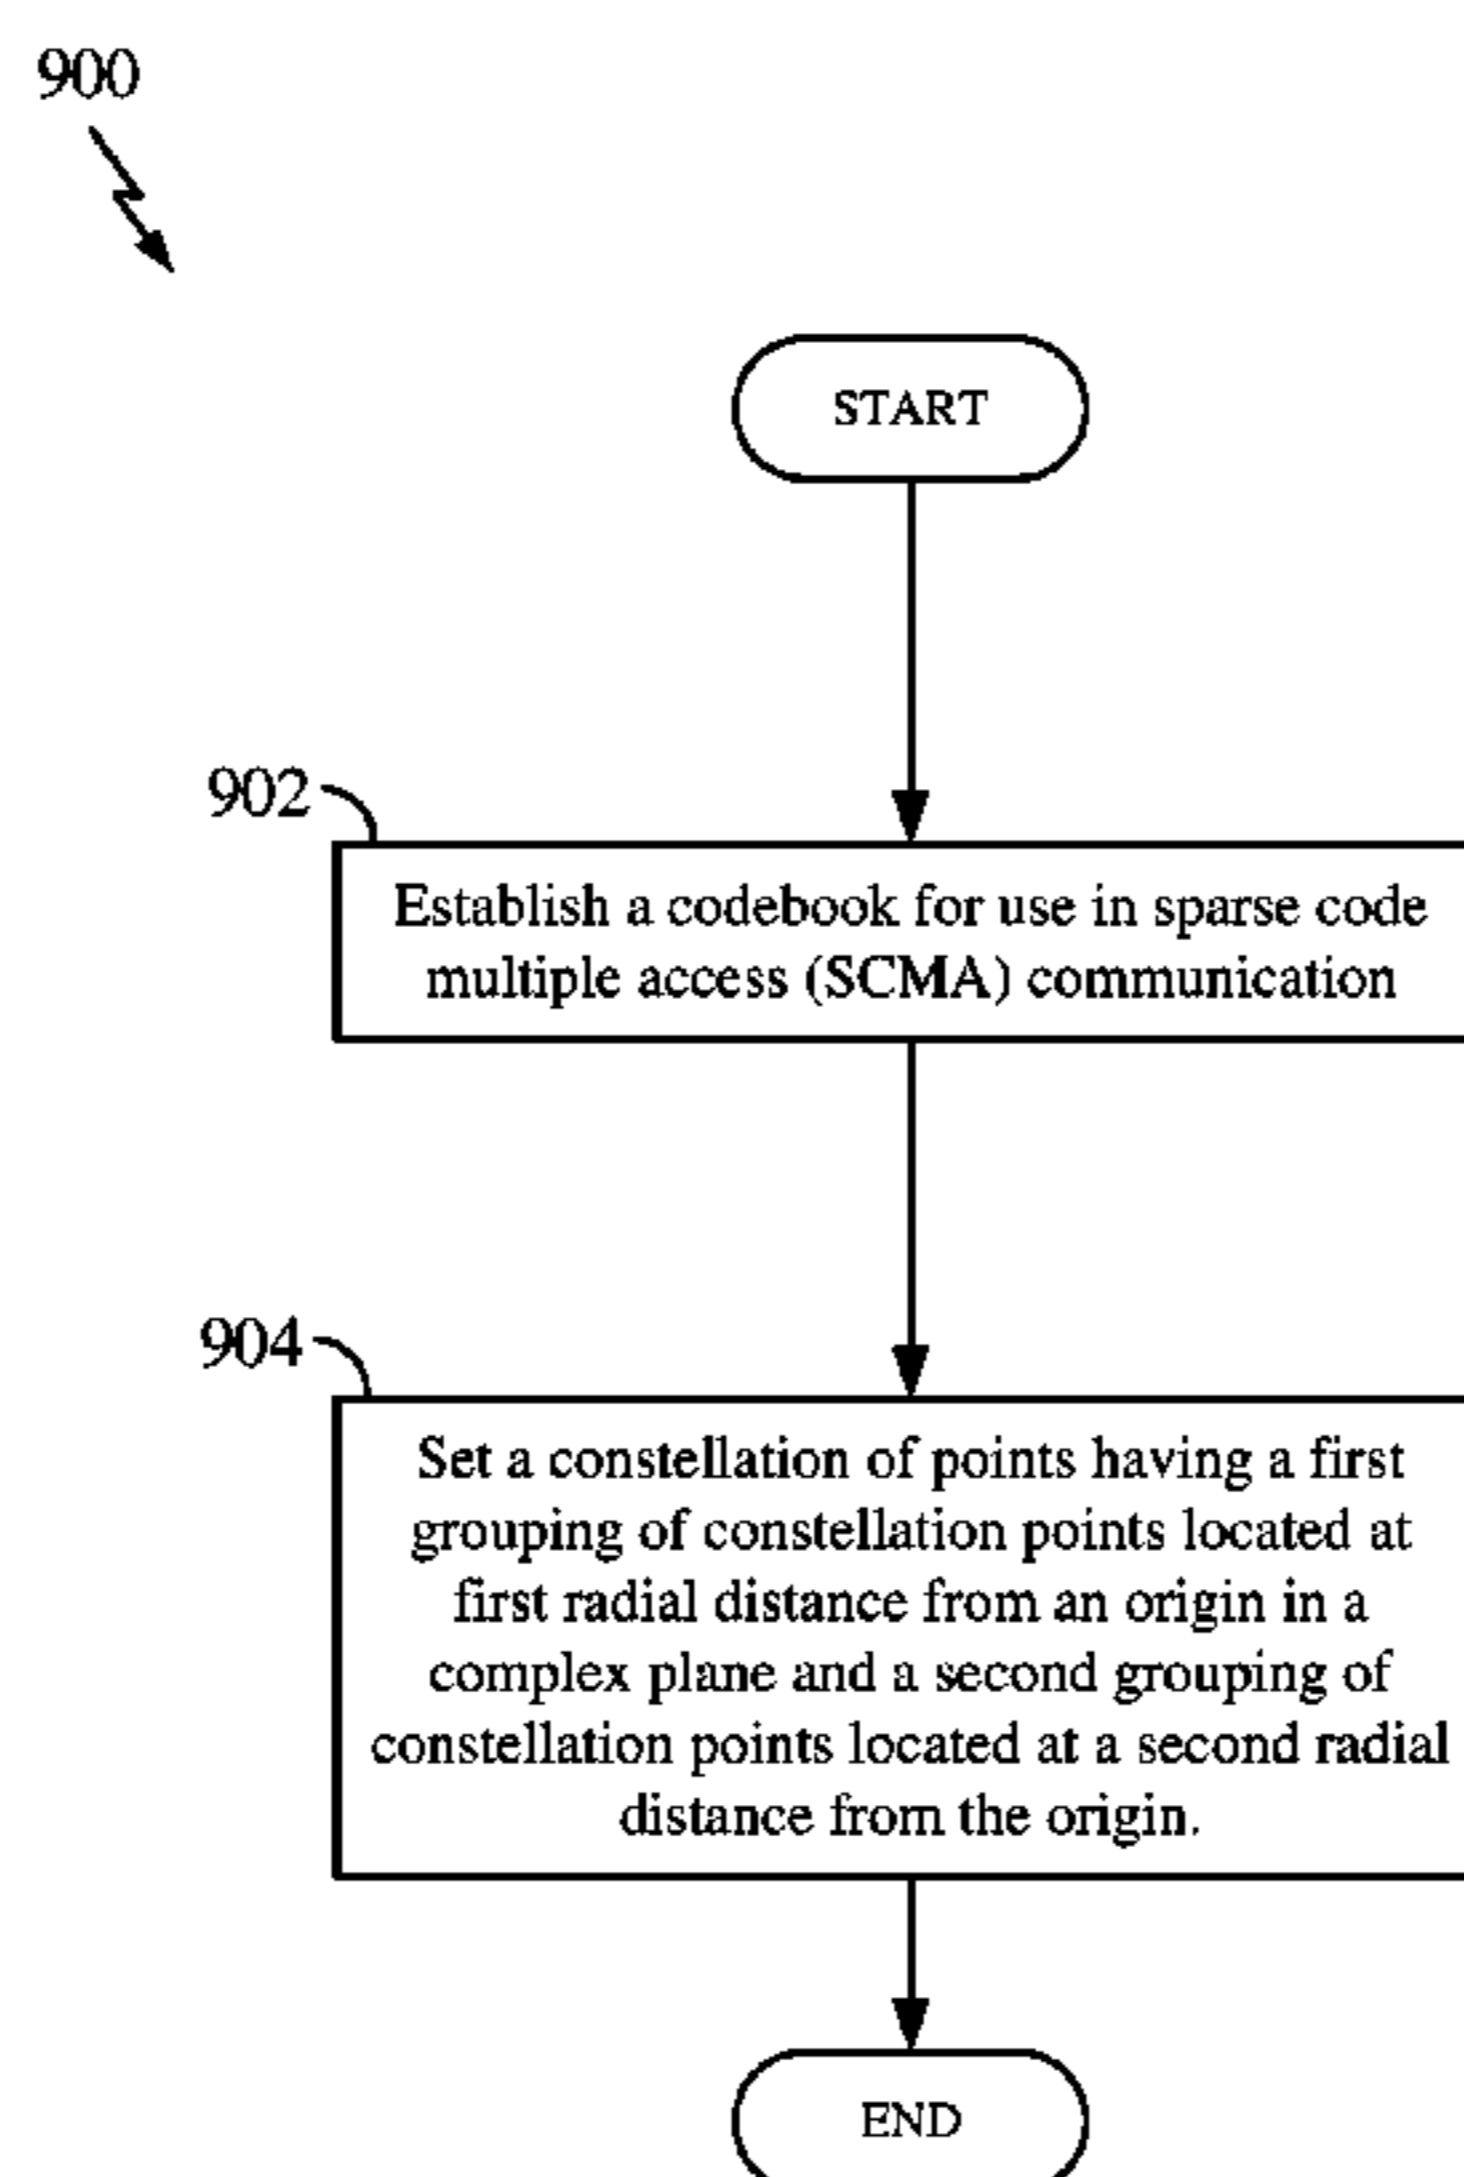 900
START
902
Establish a codebook for use in sparse code
multiple access (SCMA) communication
904
Set a constellation of points having a first
grouping of constellation points located at
first radial distance from an origin in a
complex plane and a second grouping of
constellation points located at a second radial
distance from the origin.
END